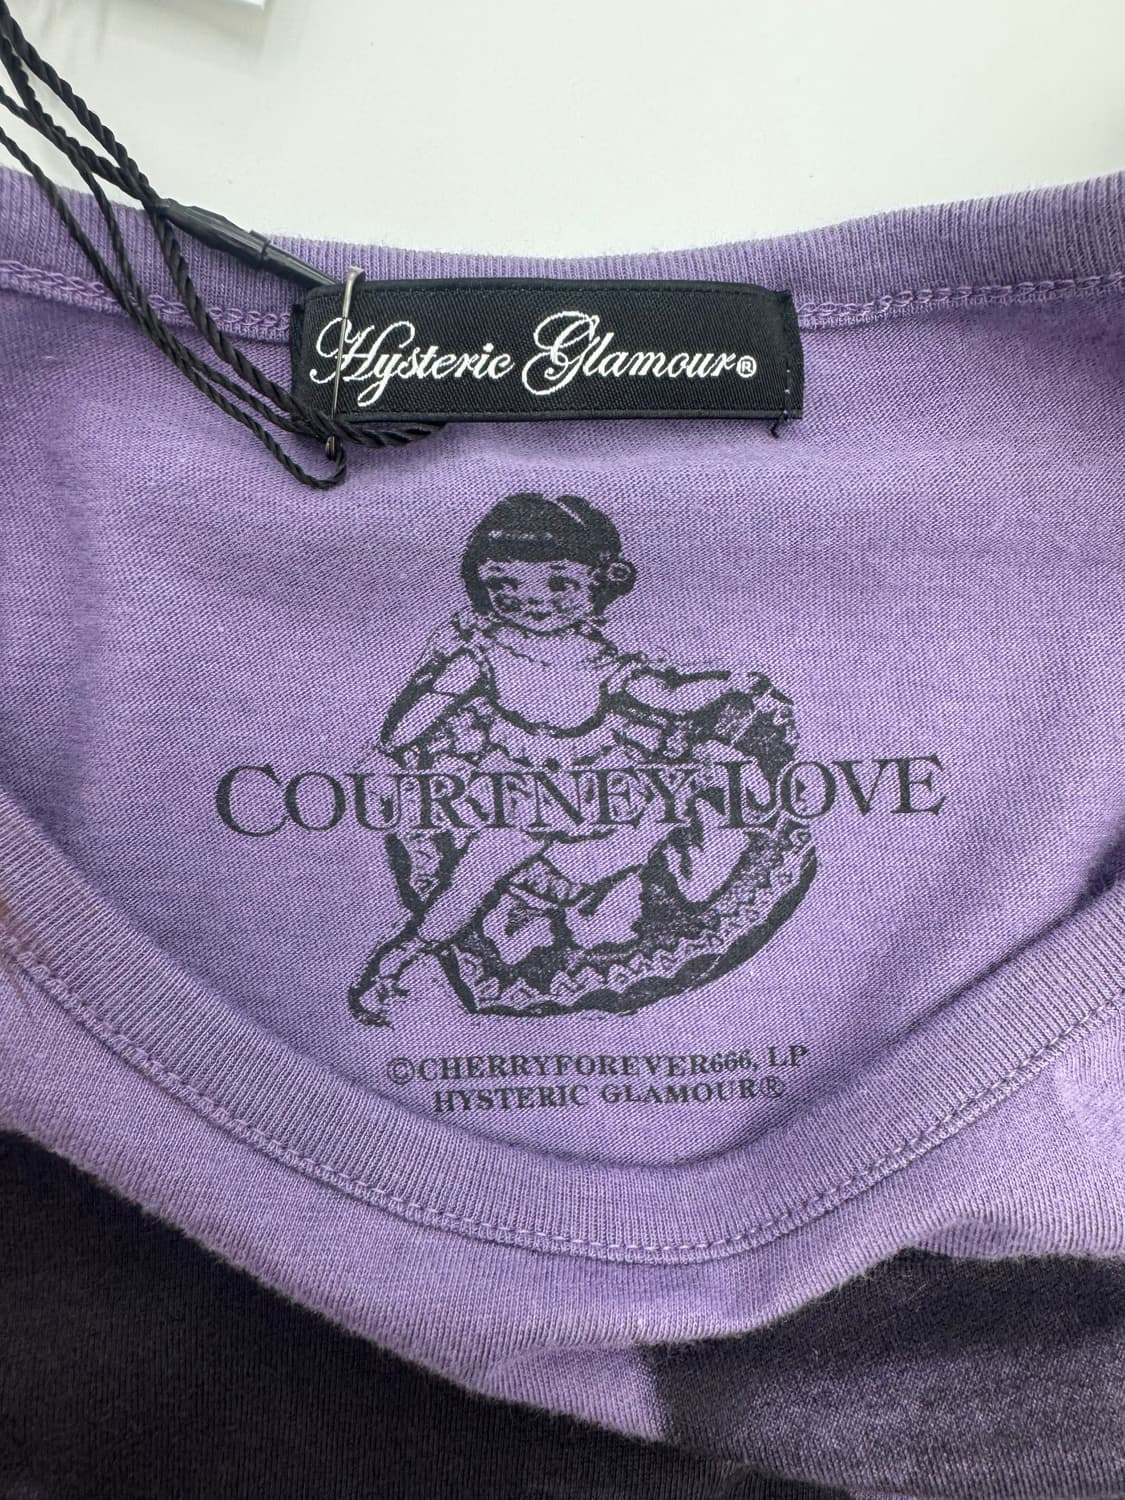 Hysteric Glamour®
COURTNEY LOVE
©CHERRYFOREVER666, LP
HYSTERIC GLAMOUR®